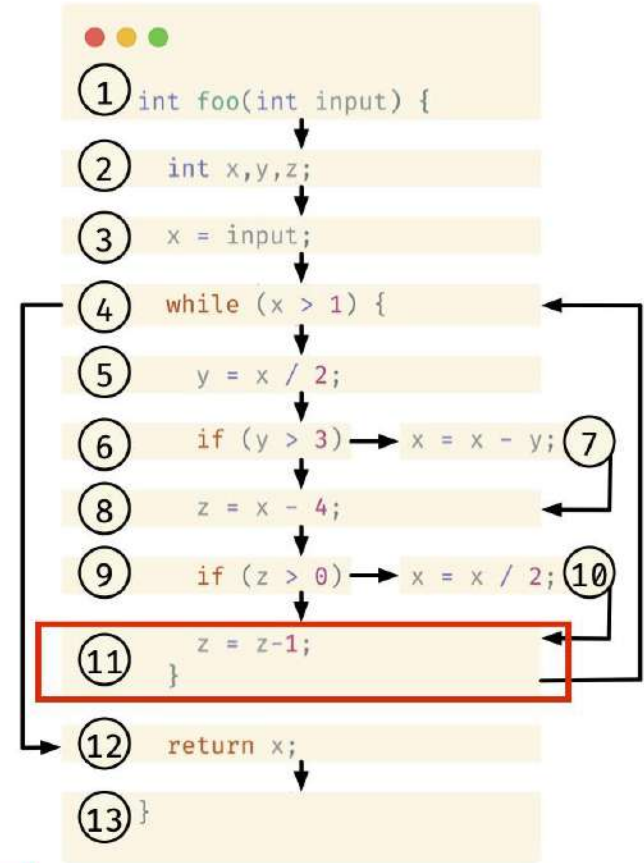 1 int foo(int input) {
2 int x,y,z;
3 x = input;
4 while (x > 1) {
5 y = x / 2;
6 if (y > 3) x = x - y; 7
8 z = x - 4;
9 if (z > 0) x = x / 2; 10
11 z = z-1;
}
12 return x;
13 }